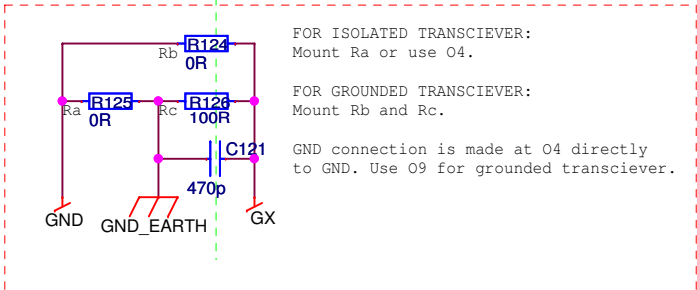 R124
Rb
0R
R125
Ra
0R
R126
Rc
100R
C121
470p
GND
GND_EARTH
GX
FOR ISOLATED TRANSCIEVER:
Mount Ra or use O4.
FOR GROUNDED TRANSCIEVER:
Mount Rb and Rc.
GND connection is made at O4 directly
to GND. Use O9 for grounded transciever.